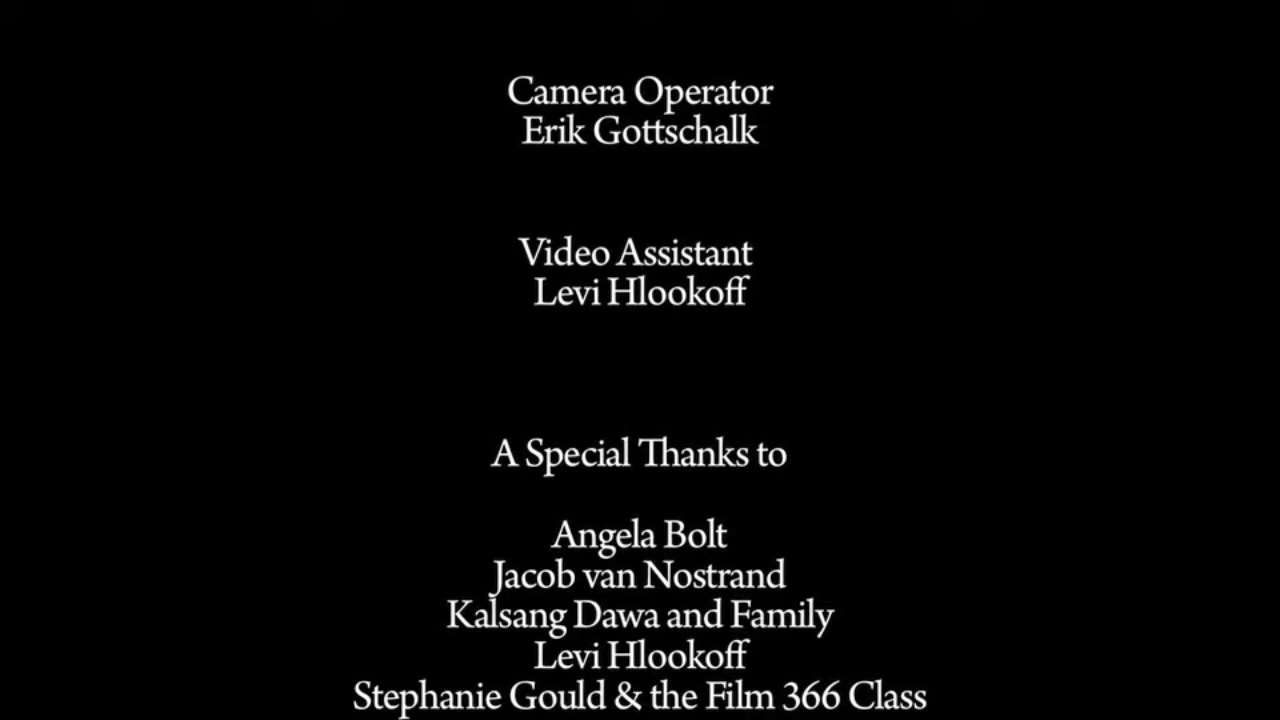 Camera Operator
Erik Gottschalk
Video Assistant
Levi Hlookoff
A Special Thanks to
Angela Bolt
Jacob van Nostrand
Kalsang Dawa and Family
Levi Hlookoff
Stephanie Gould & the Film 366 Class